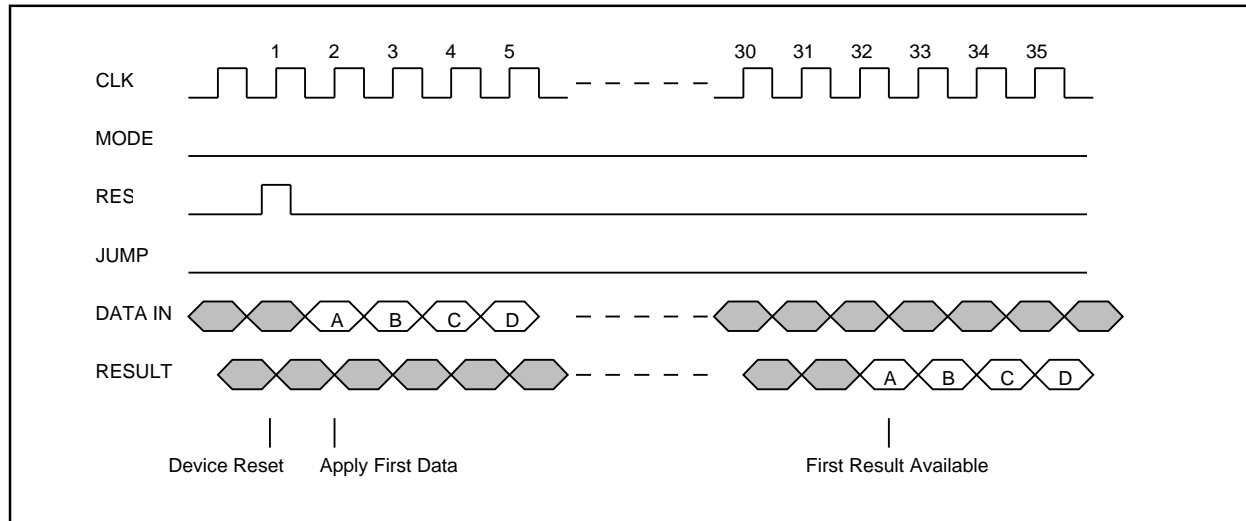 1 2 3 4 5 30 31 32 33 34 35
CLK
MODE
RES
JUMP
DATA IN A B C D
RESULT A B C D
Device Reset Apply First Data First Result Available